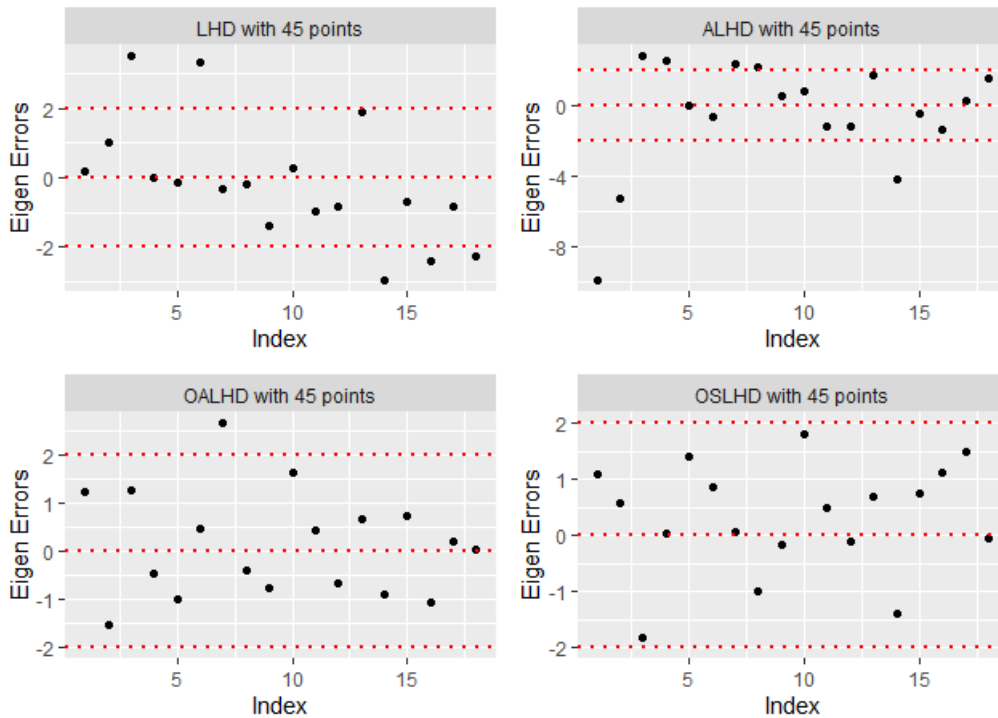 LHD with 45 points
Eigen Errors
2
0
-2
5 10 15
Index
ALHD with 45 points
Eigen Errors
0
-4
-8
5 10 15
Index
OALHD with 45 points
Eigen Errors
2
1
0
-1
-2
5 10 15
Index
OSLHD with 45 points
Eigen Errors
2
1
0
-1
-2
5 10 15
Index